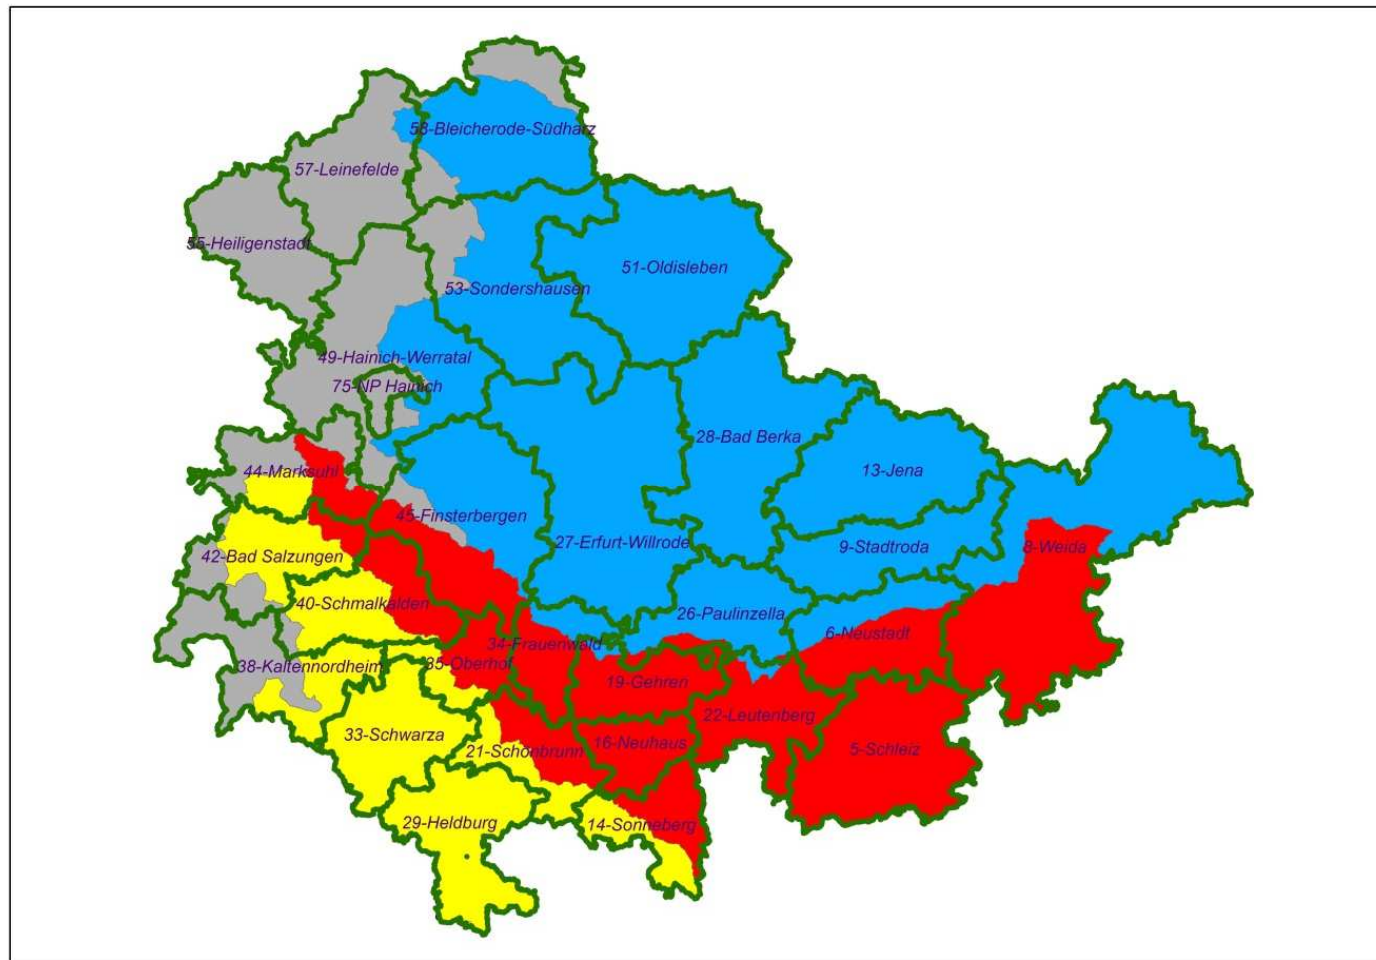 58-Bleicherode-Südharz
57-Leinefelde
55-Heiligenstadt
51-Oldisleben
53-Sondershausen
49-Hainich-Werratal
75-NP Hainich
28-Bad Berka
44-Marksuhl
13-Jena
45-Finsterbergen
27-Erfurt-Willrode
9-Stadtroda
8-Weida
42-Bad Salzungen
40-Schmalkalden
26-Paulinzella
6-Neustadt
34-Frauenwald
38-Kaltennordheim
35-Oberhof
19-Gehren
22-Leutenberg
33-Schwarza
21-Schönbrunn
16-Neuhaus
5-Schleiz
29-Heldburg
14-Sonneberg